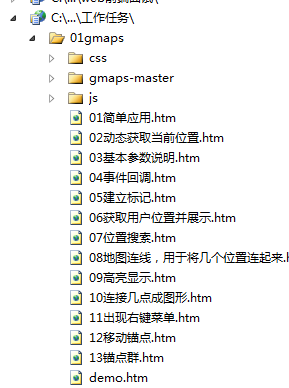 C:\...\工作任务\
01gmaps
css
gmaps-master
js
01简单应用.htm
02动态获取当前位置.htm
03基本参数说明.htm
04事件回调.htm
05建立标记.htm
06获取用户位置并展示.htm
07位置搜索.htm
08地图连线，用于将几个位置连起来.h
09高亮显示.htm
10连接几点成图形.htm
11出现右键菜单.htm
12移动锚点.htm
13锚点群.htm
demo.htm